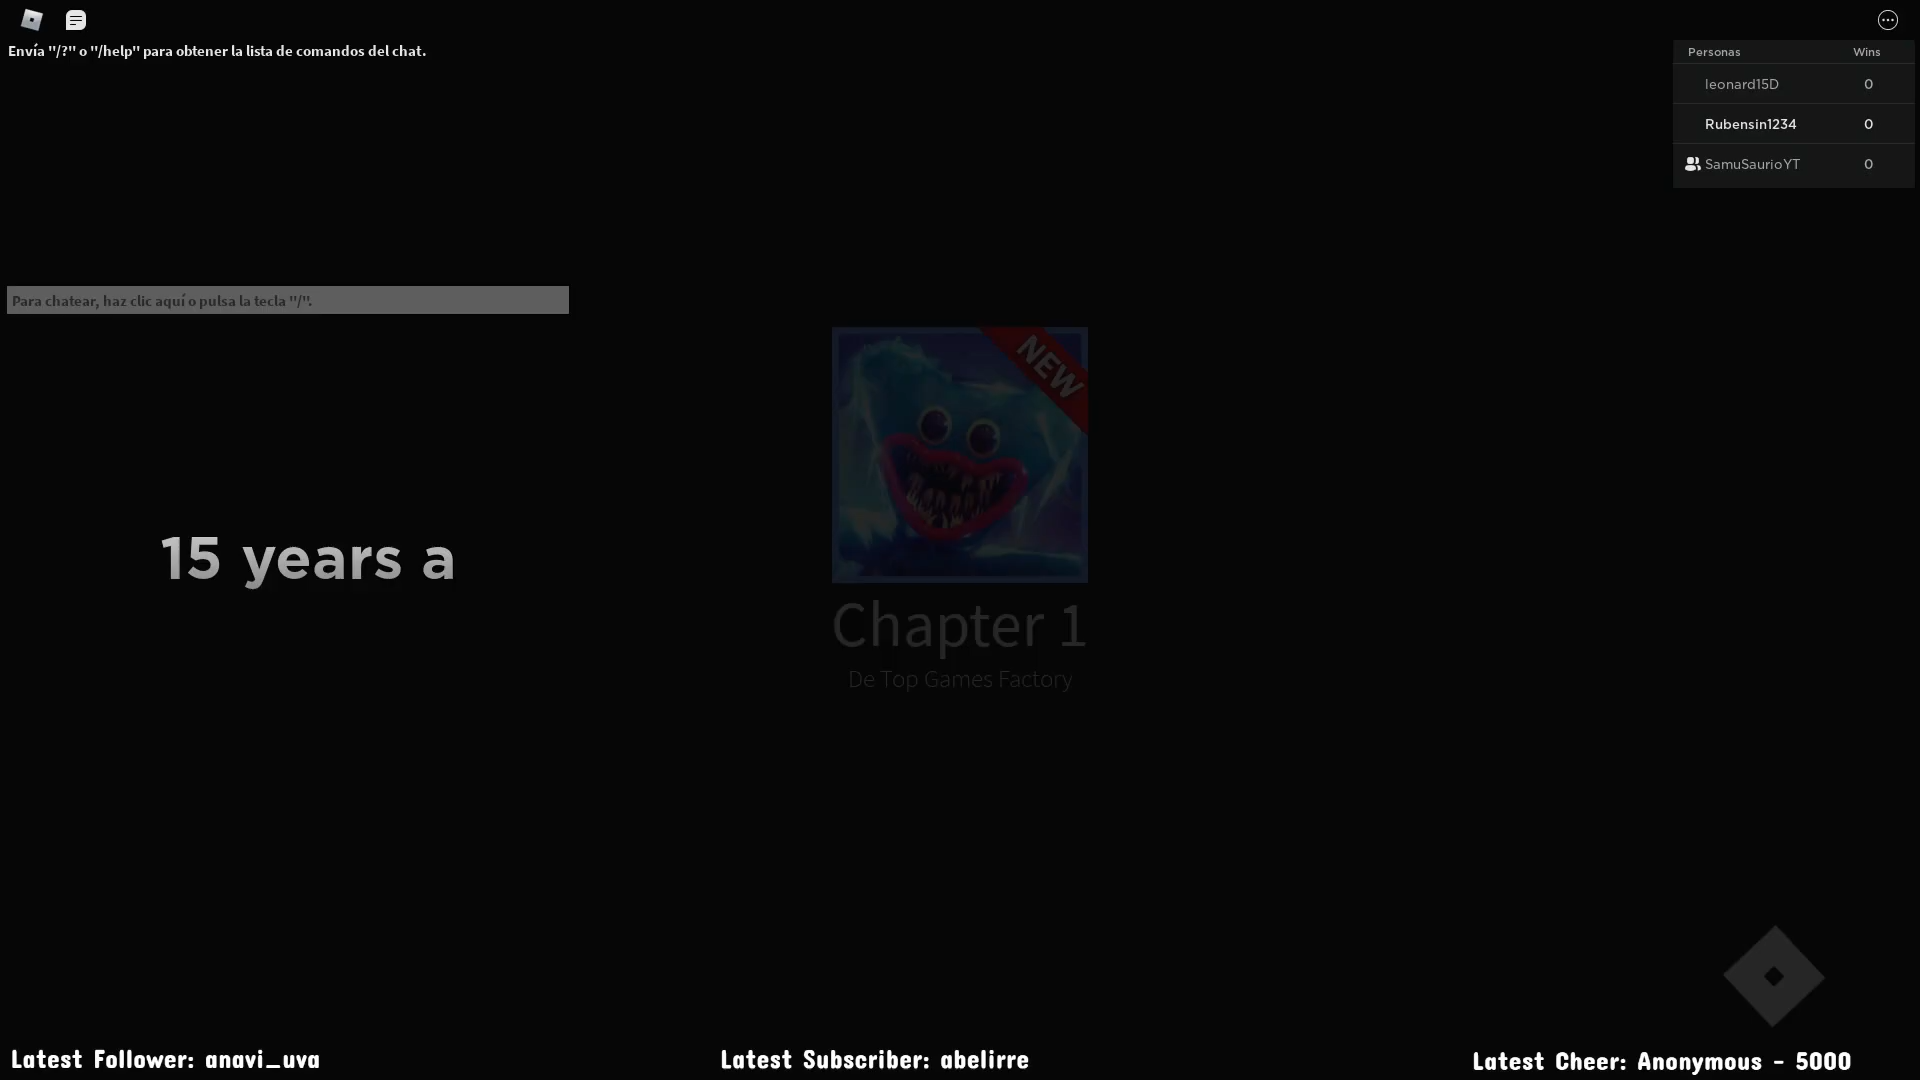 Envía "/?" o "/help" para obtener la lista de comandos del chat.
Personas Wins
leonard15D 0
Rubensin1234 0
SamuSaurioYT 0
Para chatear, haz clic aquí o pulsa la tecla "/".
NEW
15 years a
Chapter 1
De Top Games Factory
Latest Follower: anavi_uva
Latest Subscriber: abelirre
Latest Cheer: Anonymous - 5000